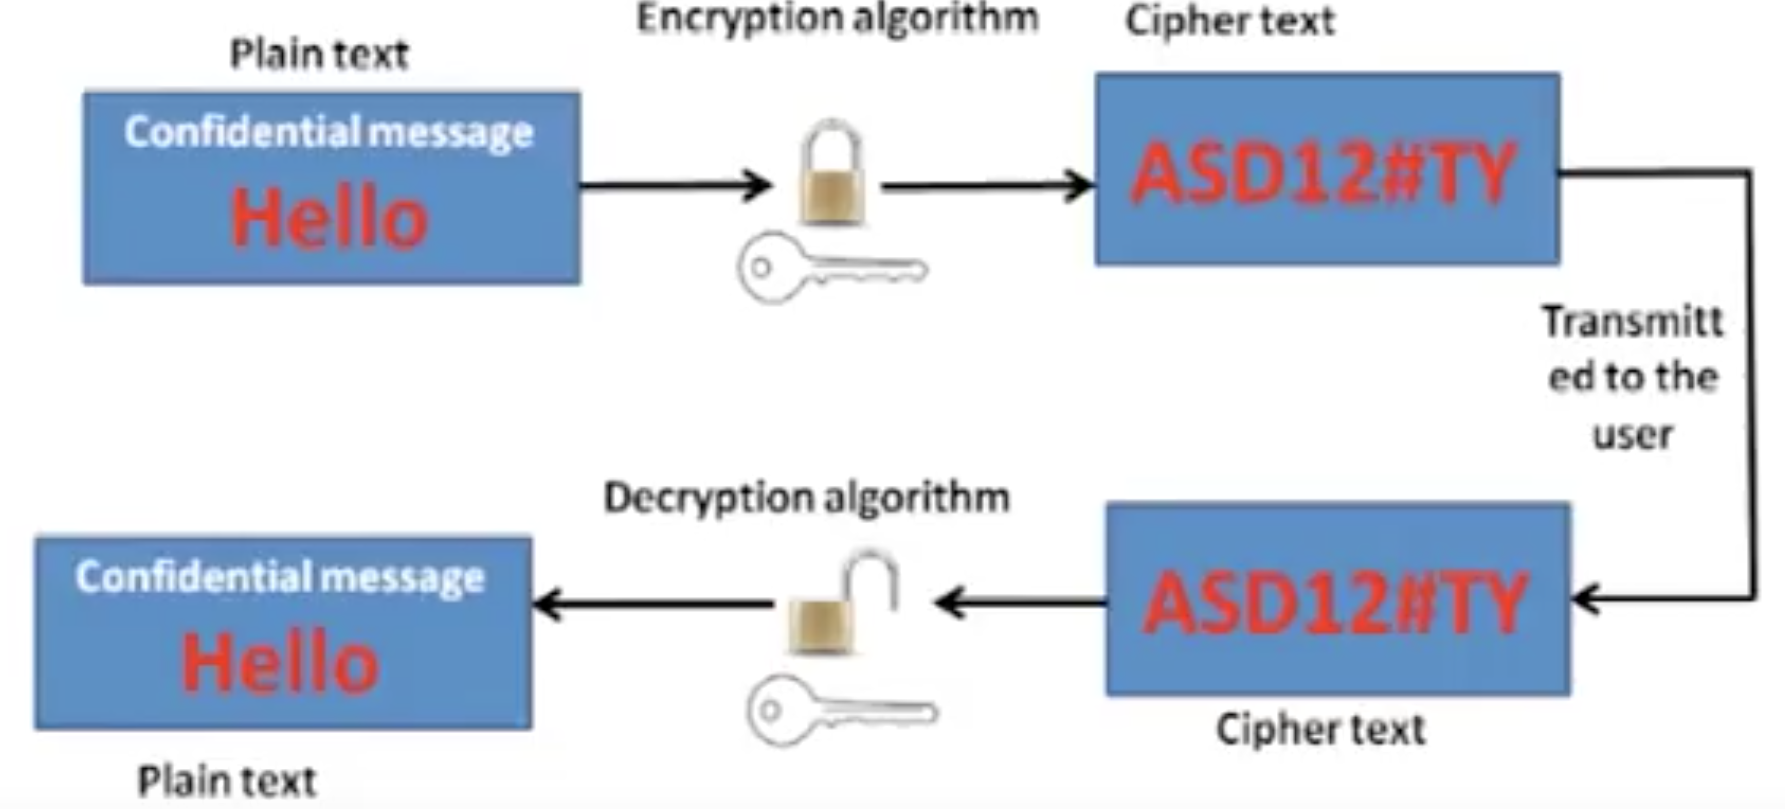 Encryption algorithm
Cipher text
Plain text
Confidential message
Hello
ASD12#TY
Transmitt
ed to the
user
Decryption algorithm
Confidential message
Hello
ASD12#TY
Cipher text
Plain text